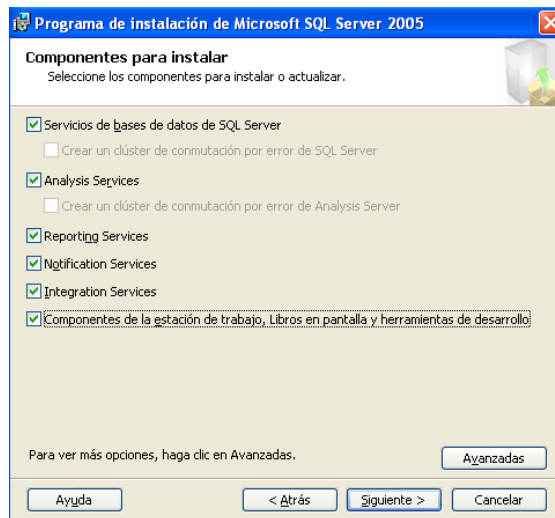 Programa de instalación de Microsoft SQL Server 2005
Componentes para instalar
Seleccione los componentes para instalar o actualizar.
Servicios de bases de datos de SQL Server
Crear un clúster de conmutación por error de SQL Server
Analysis Services
Crear un clúster de conmutación por error de Analysis Server
Reporting Services
Notification Services
Integration Services
Componentes de la estación de trabajo, Libros en pantalla y herramientas de desarrollo
Para ver más opciones, haga clic en Avanzadas.
Avanzadas
Ayuda
< Atrás
Siguiente >
Cancelar